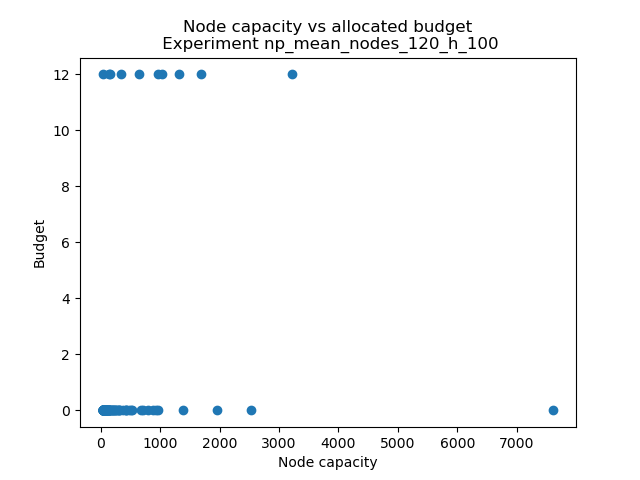 Node capacity vs allocated budget
Experiment np_mean_nodes_120_h_100
12
10
8
6
4
2
0
Budget
0 1000 2000 3000 4000 5000 6000 7000
Node capacity